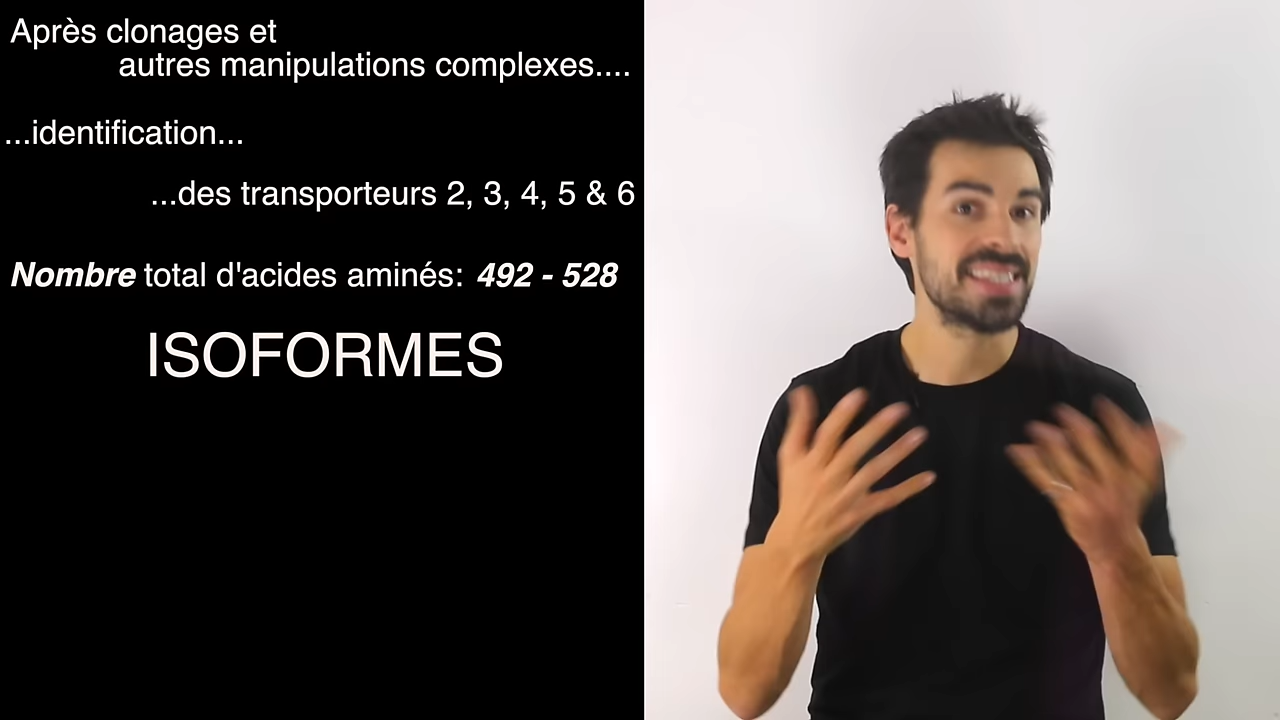 Après clonages et
autres manipulations complexes....
...identification...
...des transporteurs 2, 3, 4, 5 & 6
Nombre total d'acides aminés: 492 - 528
ISOFORMES